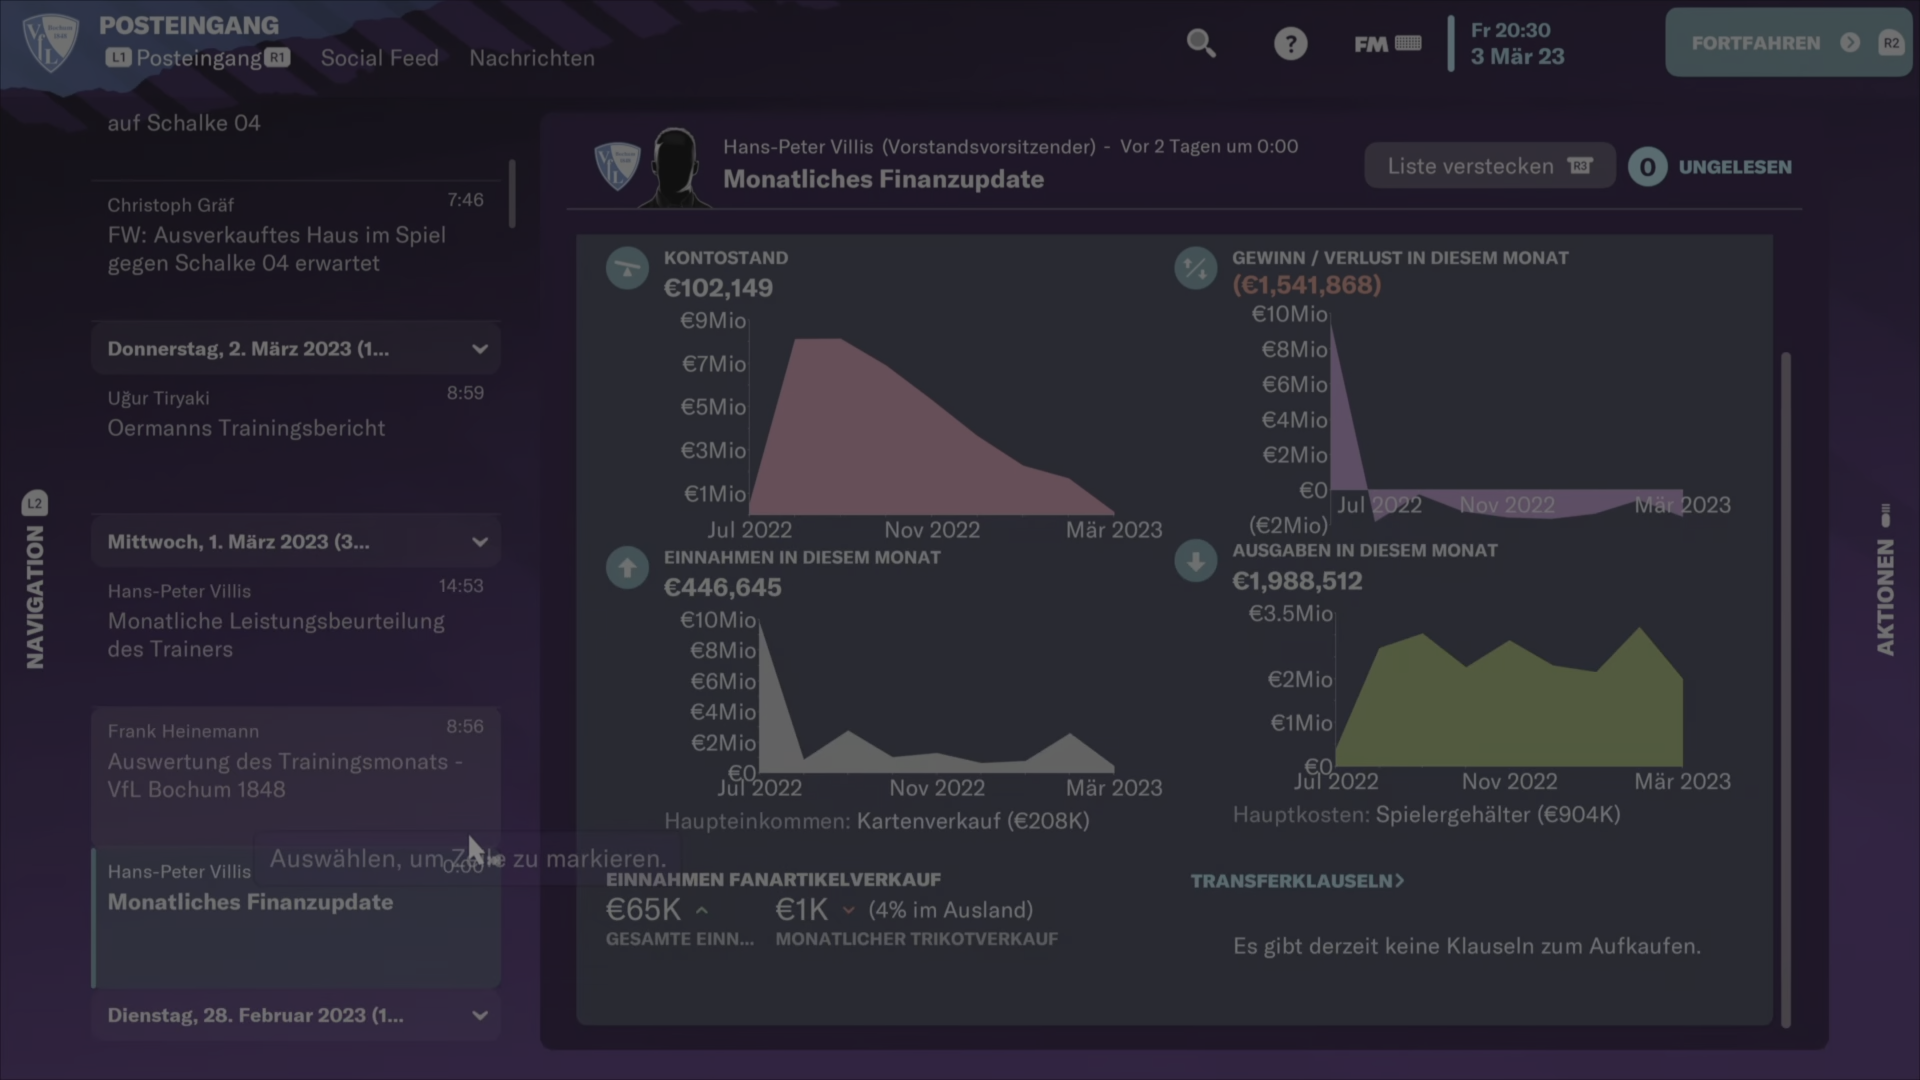 POSTEINGANG
L1 Posteingang R1 Social Feed Nachrichten
?
FM
Fr 20:30
3 Mär 23
FORTFAHREN R2
auf Schalke 04
Christoph Gräf 7:46
FW: Ausverkauftes Haus im Spiel
gegen Schalke 04 erwartet
Donnerstag, 2. März 2023 (1...
Uğur Tiryaki 8:59
Oermanns Trainingsbericht
Mittwoch, 1. März 2023 (3...
Hans-Peter Villis 14:53
Monatliche Leistungsbeurteilung
des Trainers
Frank Heinemann 8:56
Auswertung des Trainingsmonats -
VfL Bochum 1848
Hans-Peter Villis 0:00
Auswählen, um Zeile zu markieren.
Monatliches Finanzupdate
Dienstag, 28. Februar 2023 (1...
L2
NAVIGATION
Hans-Peter Villis (Vorstandsvorsitzender) - Vor 2 Tagen um 0:00
Monatliches Finanzupdate
Liste verstecken R3
0 UNGELESEN
KONTOSTAND
€102,149
€9Mio
€7Mio
€5Mio
€3Mio
€1Mio
Jul 2022 Nov 2022 Mär 2023
GEWINN / VERLUST IN DIESEM MONAT
(€1,541,868)
€10Mio
€8Mio
€6Mio
€4Mio
€2Mio
€0
(€2Mio)
Jul 2022 Nov 2022 Mär 2023
EINNAHMEN IN DIESEM MONAT
€446,645
€10Mio
€8Mio
€6Mio
€4Mio
€2Mio
€0
Jul 2022 Nov 2022 Mär 2023
Haupteinkommen: Kartenverkauf (€208K)
AUSGABEN IN DIESEM MONAT
€1,988,512
€3.5Mio
€2Mio
€1Mio
€0
Jul 2022 Nov 2022 Mär 2023
Hauptkosten: Spielergehälter (€904K)
EINNAHMEN FANARTIKELVERKAUF
€65K €1K (4% im Ausland)
GESAMTE EINN... MONATLICHER TRIKOTVERKAUF
TRANSFERKLAUSELN
Es gibt derzeit keine Klauseln zum Aufkaufen.
AKTIONEN